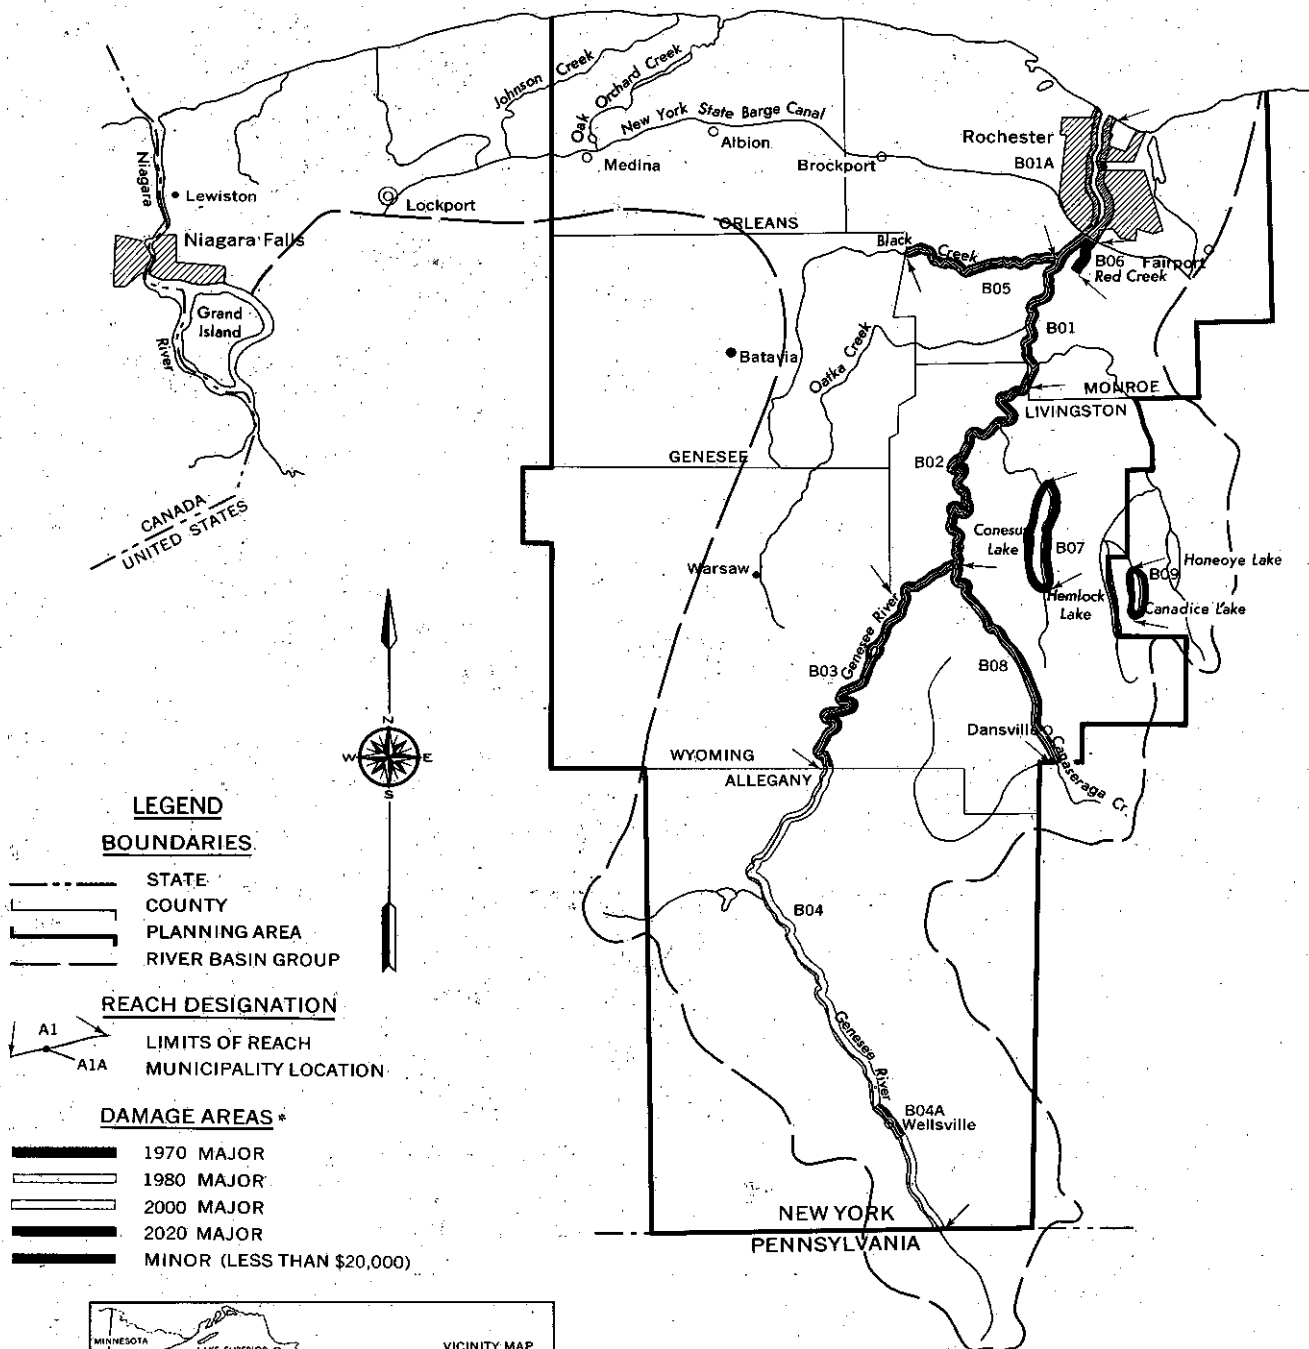 Johnson Creek
Oak Orchard Creek
New York State Barge Canal
Medina
Albion
Brockport
Rochester
B01A
Niagara
Lewiston
Lockport
Niagara Falls
Grand
Island
River
ORLEANS
Black Creek
B05
B06
Red Creek
Fairport
B01
Batavia
Oatka Creek
MONROE
LIVINGSTON
GENESEE
B02
CANADA
UNITED STATES
Conesus
Lake
B07
Honeoye Lake
B09
Hemlock
Lake
Canadice Lake
Warsaw
Genesee River
B03
B08
Dansville
Canaseraga Cr.
WYOMING
ALLEGANY
N
W
E
S
B04
Genesee River
B04A
Wellsville
NEW YORK
PENNSYLVANIA
LEGEND
BOUNDARIES
STATE
COUNTY
PLANNING AREA
RIVER BASIN GROUP
REACH DESIGNATION
A1
A1A
LIMITS OF REACH
MUNICIPALITY LOCATION
DAMAGE AREAS *
1970 MAJOR
1980 MAJOR
2000 MAJOR
2020 MAJOR
MINOR (LESS THAN $20,000)
MINNESOTA
VICINITY MAP